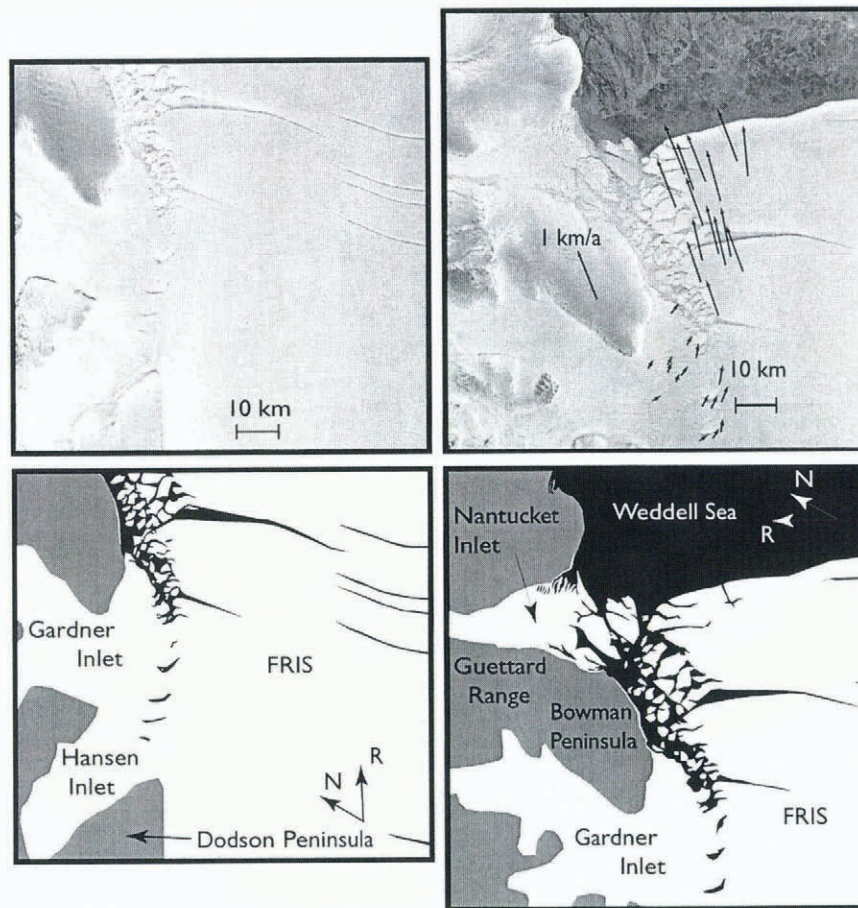 10 km
1 km/a
10 km
Gardner
Inlet
FRIS
Hansen
Inlet
N
R
Dodson Peninsula
Nantucket
Inlet
Weddell Sea
N
R
Guettard
Range
Bowman
Peninsula
FRIS
Gardner
Inlet